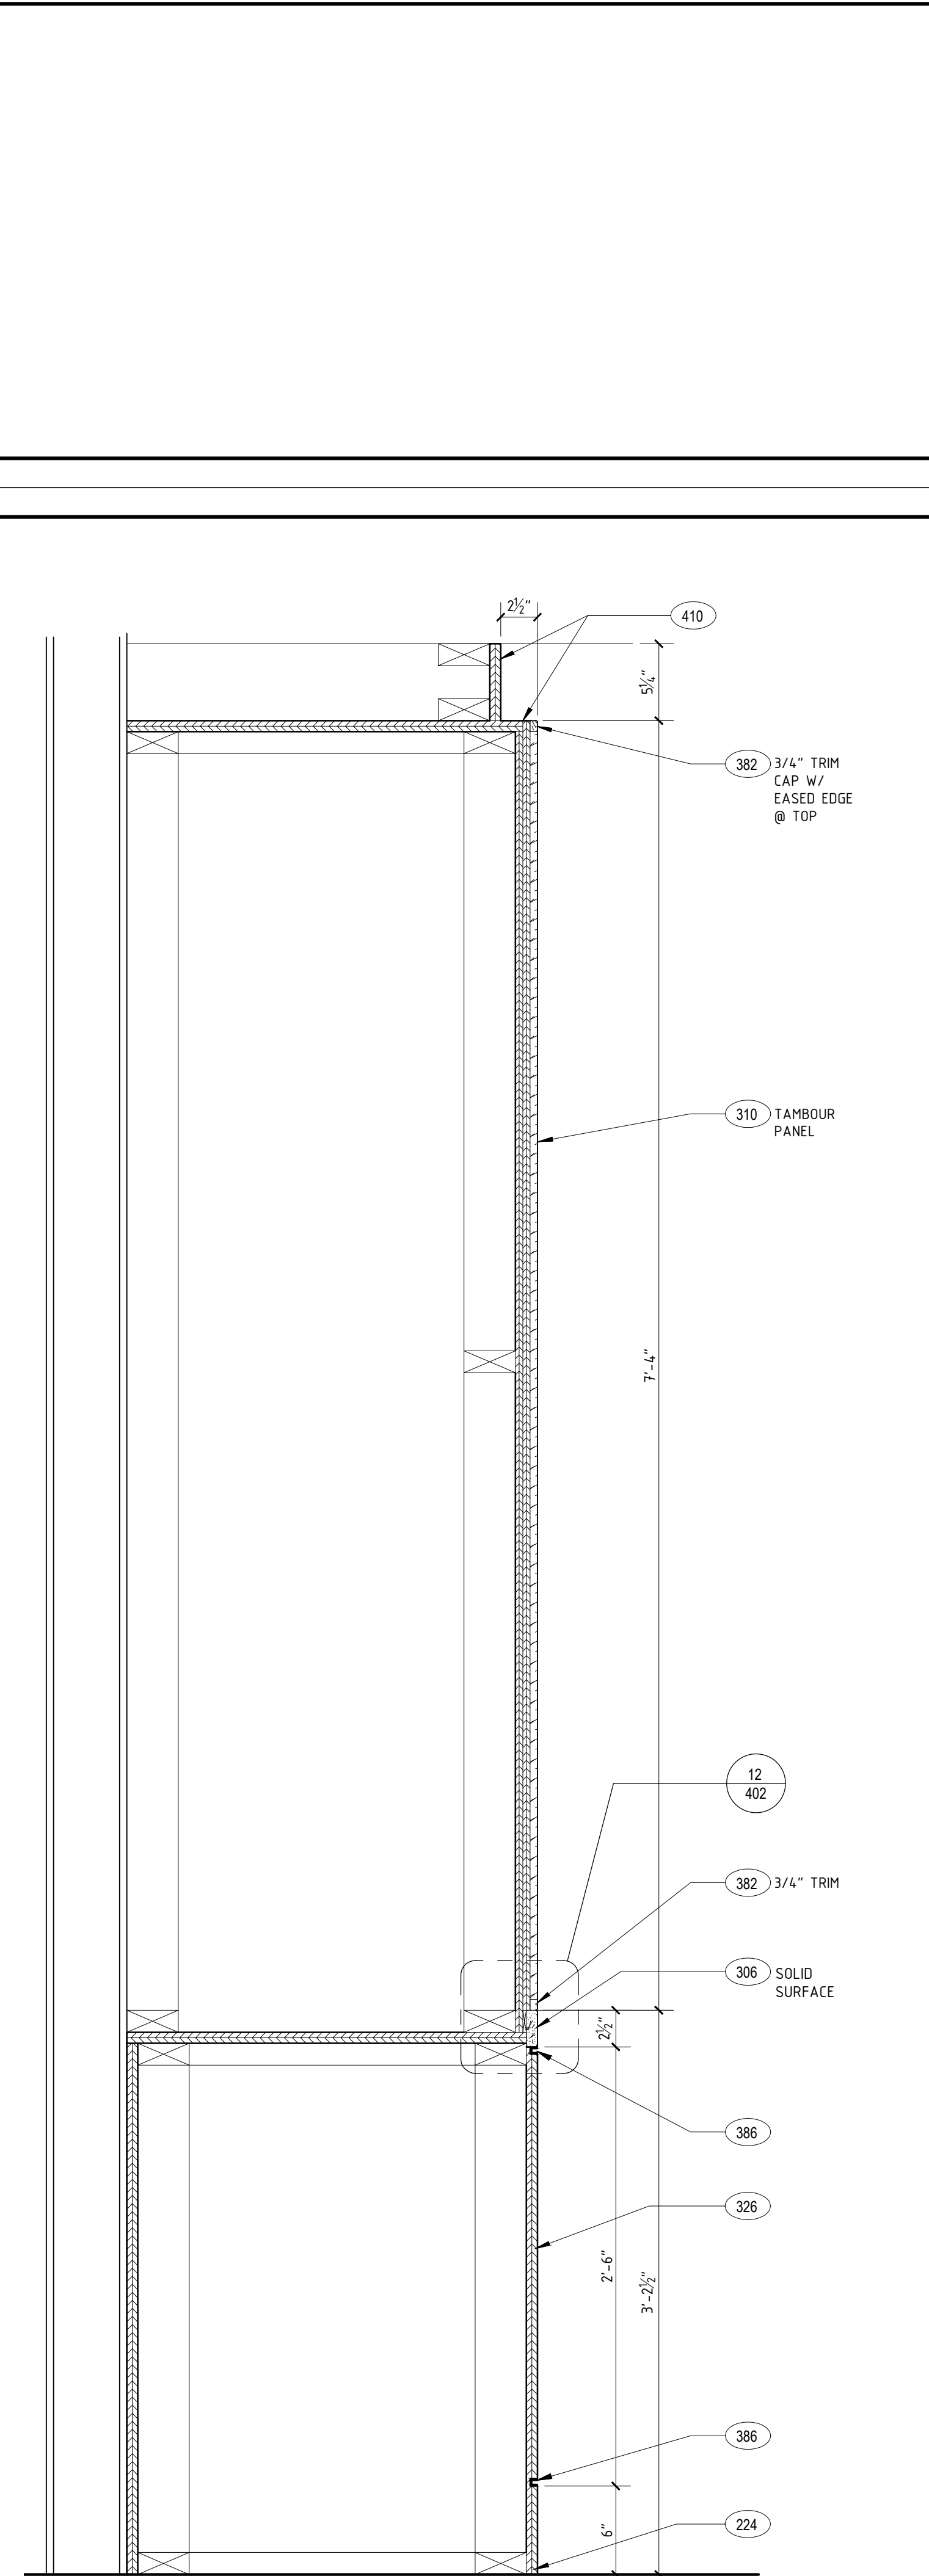 2½"
410
5¼"
382 3/4" TRIM
CAP W/
EASED EDGE
@ TOP
310 TAMBOUR
PANEL
7'-4"
12
402
382 3/4" TRIM
306 SOLID
SURFACE
2½"
386
326
2'-6"
3'-2½"
386
224
6"